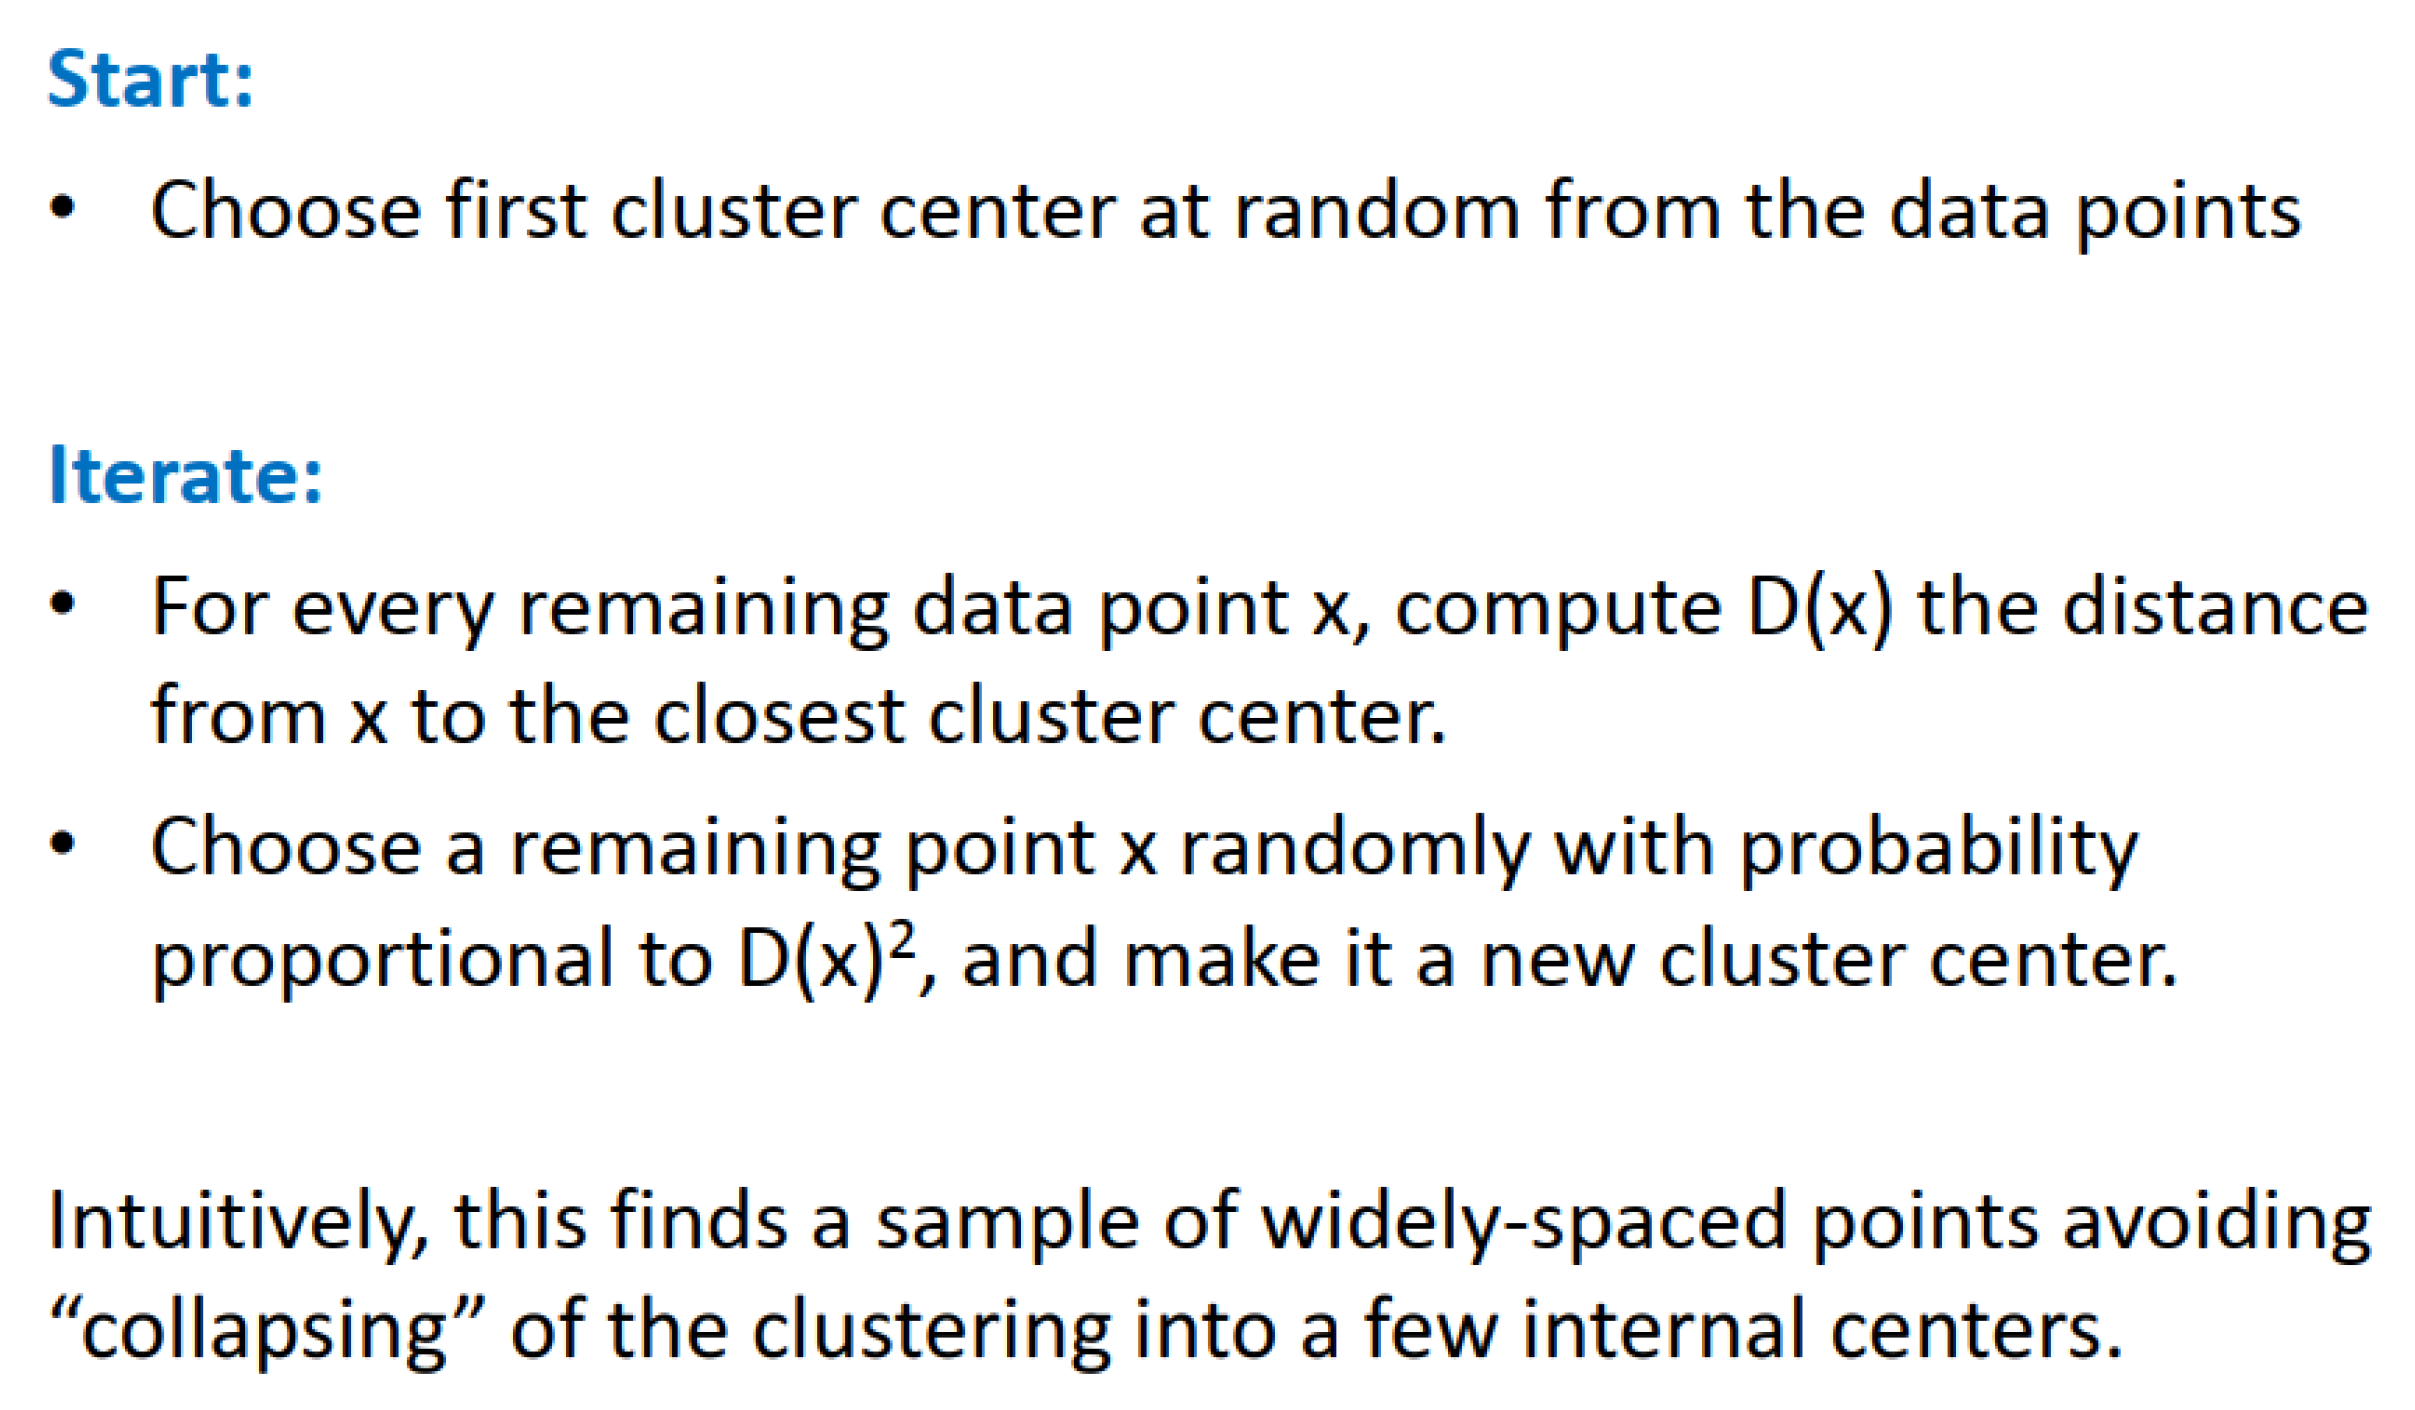 Start:
• Choose first cluster center at random from the data points
Iterate:
• For every remaining data point x, compute D(x) the distance
from x to the closest cluster center.
• Choose a remaining point x randomly with probability
proportional to D(x)², and make it a new cluster center.
Intuitively, this finds a sample of widely-spaced points avoiding
“collapsing” of the clustering into a few internal centers.